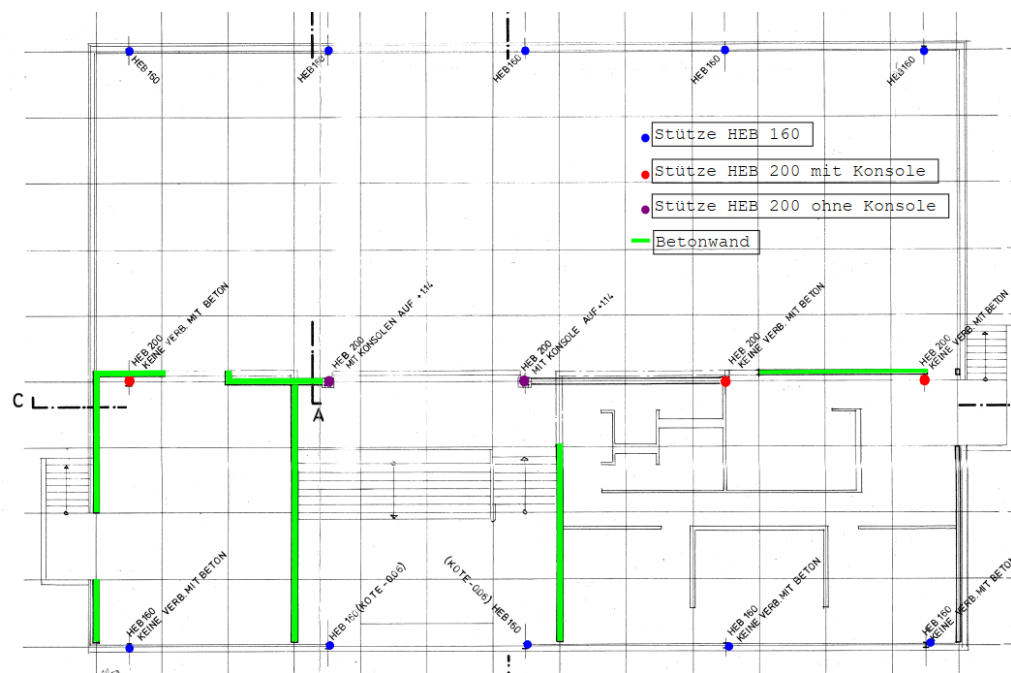 HEB 160
HEB 160
HEB 160
HEB 160
HEB 160
Stütze HEB 160
Stütze HEB 200 mit Konsole
Stütze HEB 200 ohne Konsole
Betonwand
HEB 200
KEINE VERB. MIT BETON
HEB 200
MIT KONSOLEN AUF +1.14
HEB 200
MIT KONSOLE AUF +1.14
HEB 200
KEINE VERB. MIT BETON
HEB 200
KEINE VERB. MIT BETON
C
A
HEB 160
KEINE VERB. MIT BETON
HEB 160 (KOTE -0.06)
(KOTE -0.06) HEB 160
HEB 160
KEINE VERB. MIT BETON
HEB 160
KEINE VERB. MIT BETON